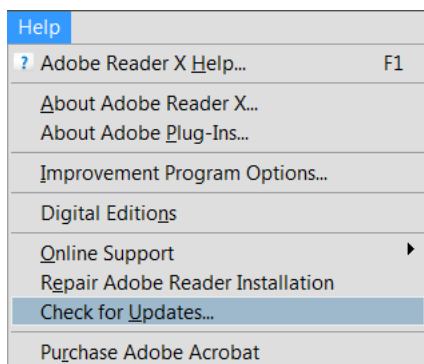 Help
? Adobe Reader X Help... F1
About Adobe Reader X...
About Adobe Plug-Ins...
Improvement Program Options...
Digital Editions
Online Support
Repair Adobe Reader Installation
Check for Updates...
Purchase Adobe Acrobat